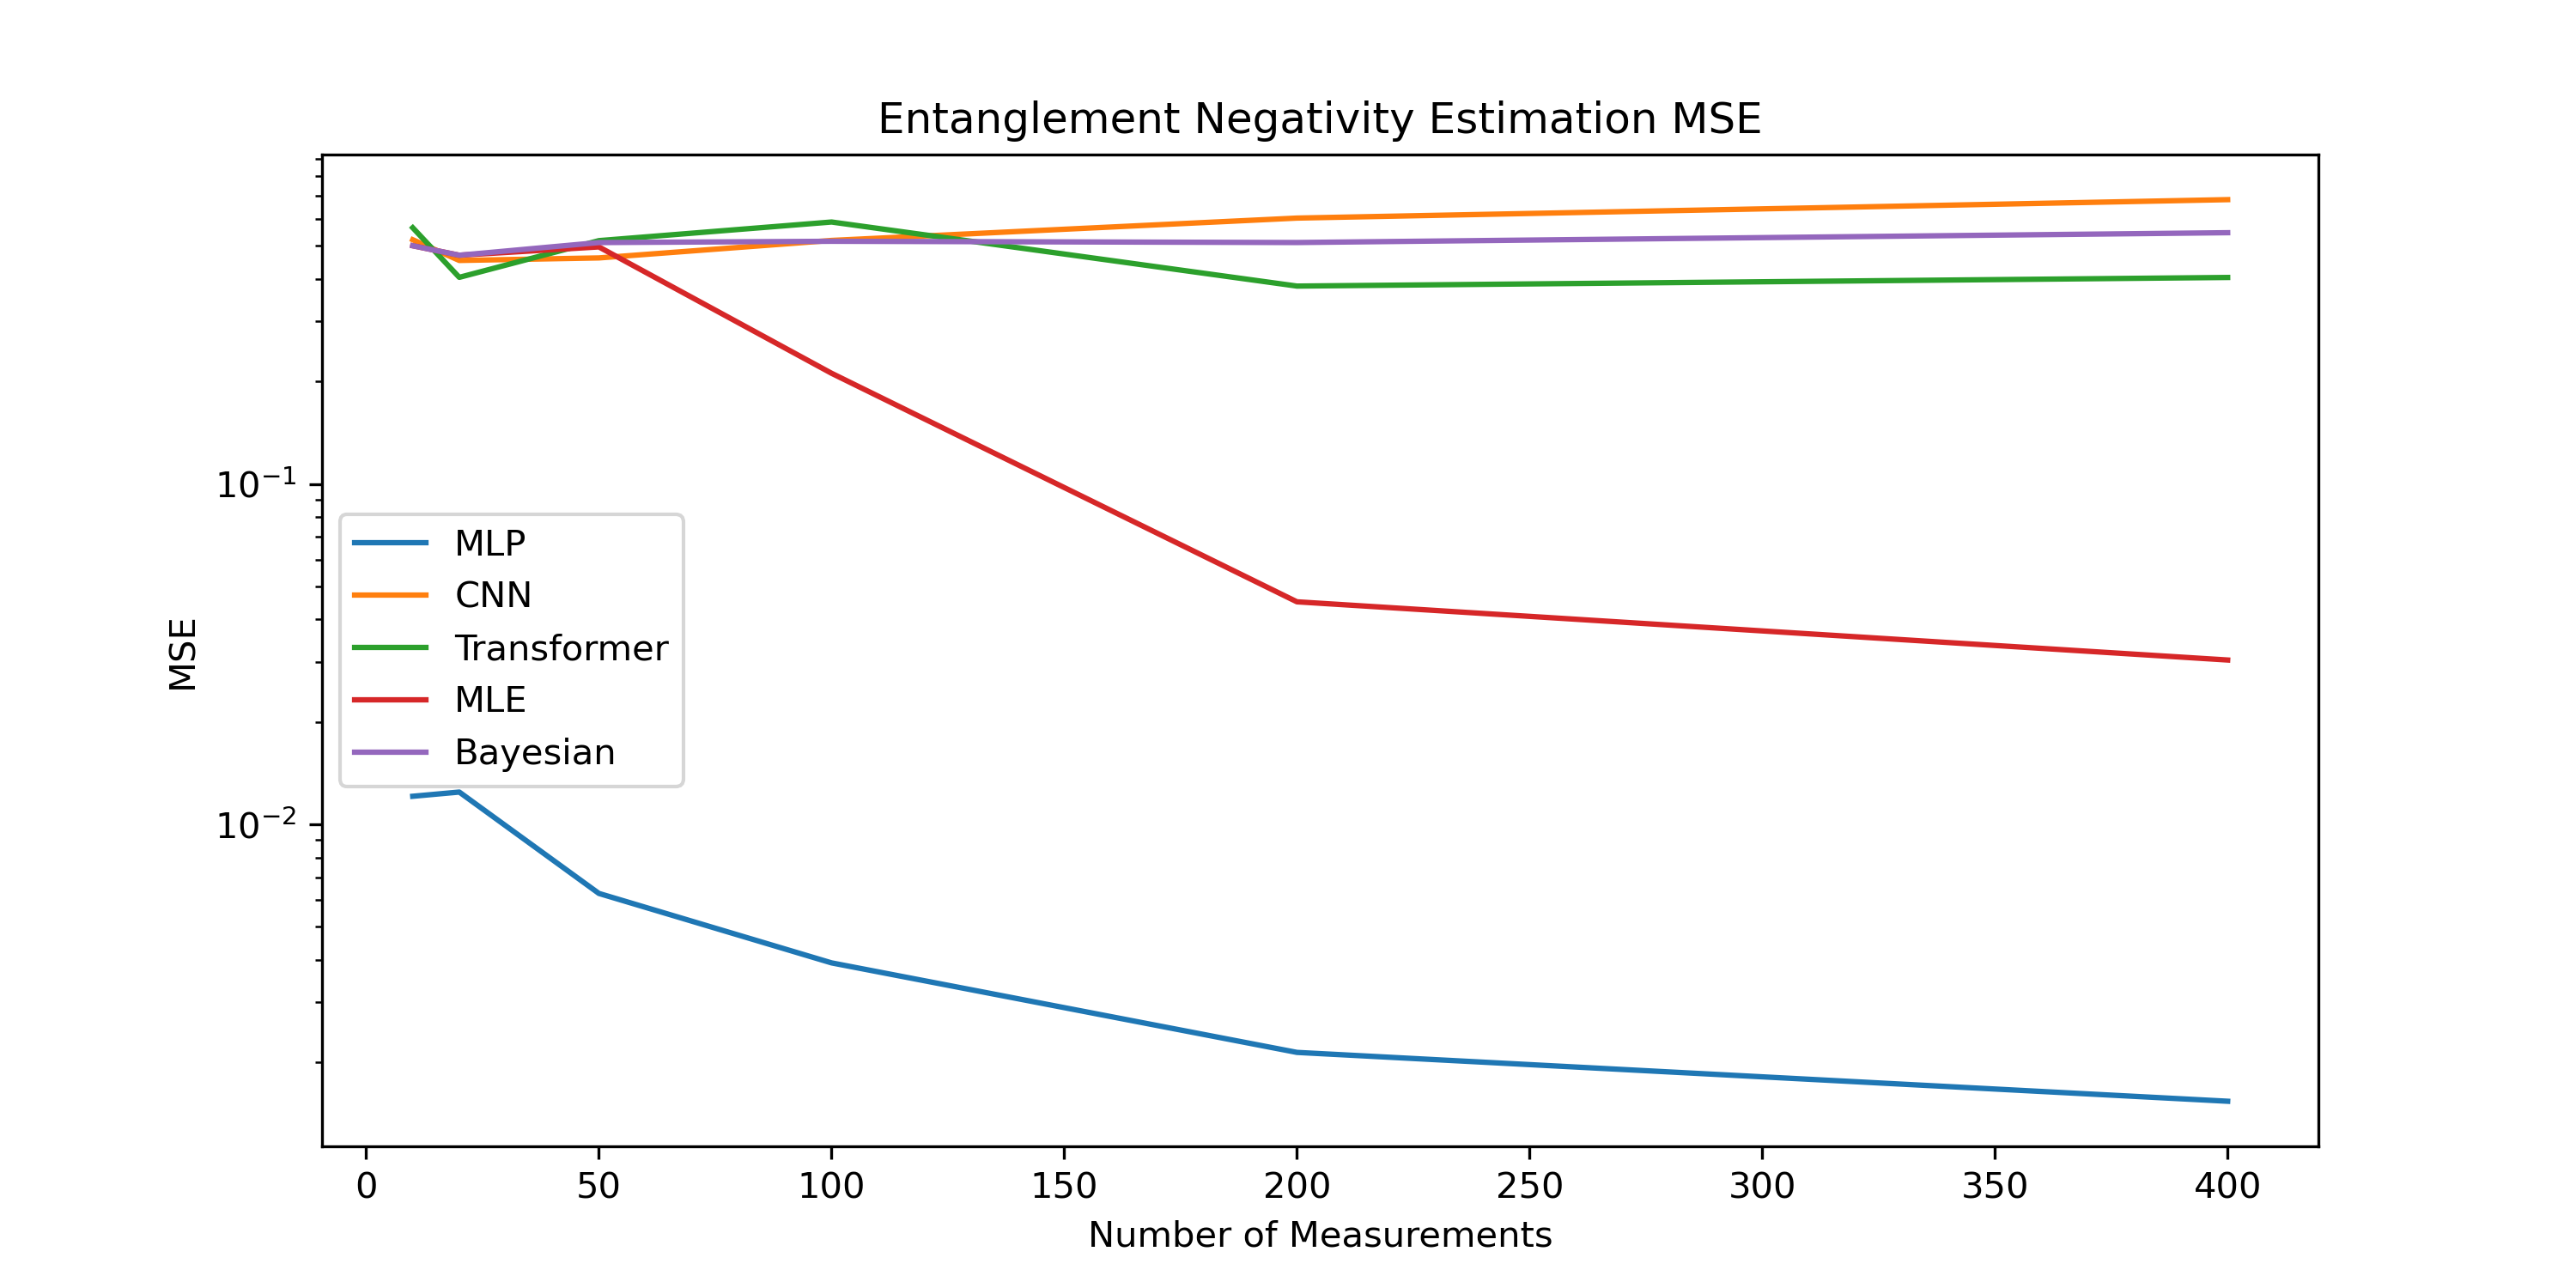 Entanglement Negativity Estimation MSE
MSE
10⁻¹
10⁻²
MLP
CNN
Transformer
MLE
Bayesian
0 50 100 150 200 250 300 350 400
Number of Measurements